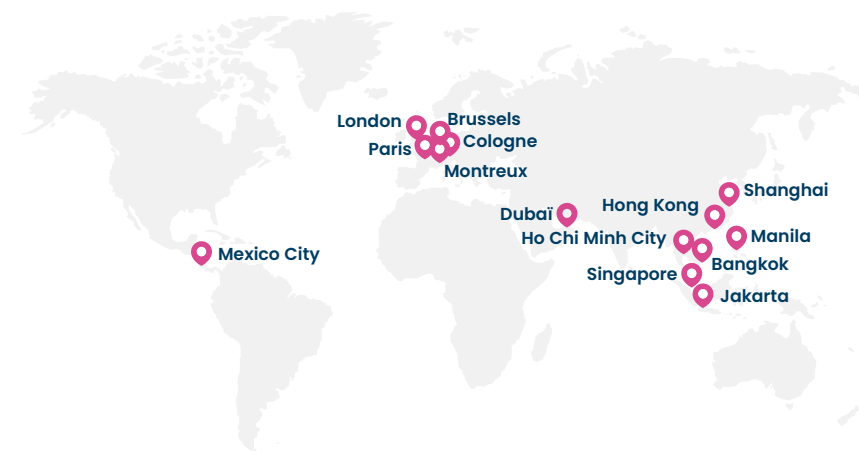 London
Brussels
Cologne
Paris
Montreux
Shanghai
Hong Kong
Dubaï
Ho Chi Minh City
Manila
Mexico City
Bangkok
Singapore
Jakarta